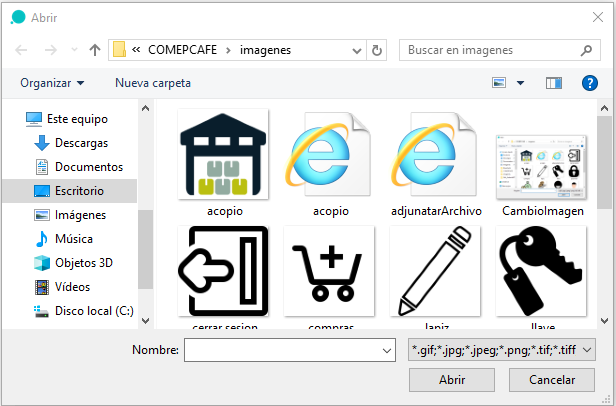 Abrir
« COMEPCAFE > imagenes
Buscar en imagenes
Organizar
Nueva carpeta
?
Este equipo
Descargas
Documentos
Escritorio
Imágenes
Música
Objetos 3D
Vídeos
Disco local (C:)
acopio
acopio
adjunatarArchivo
CambioImagen
cerrar sesion
compras
lapiz
llave
Nombre:
*.gif;*.jpg;*.jpeg;*.png;*.tif;*.tiff
Abrir
Cancelar